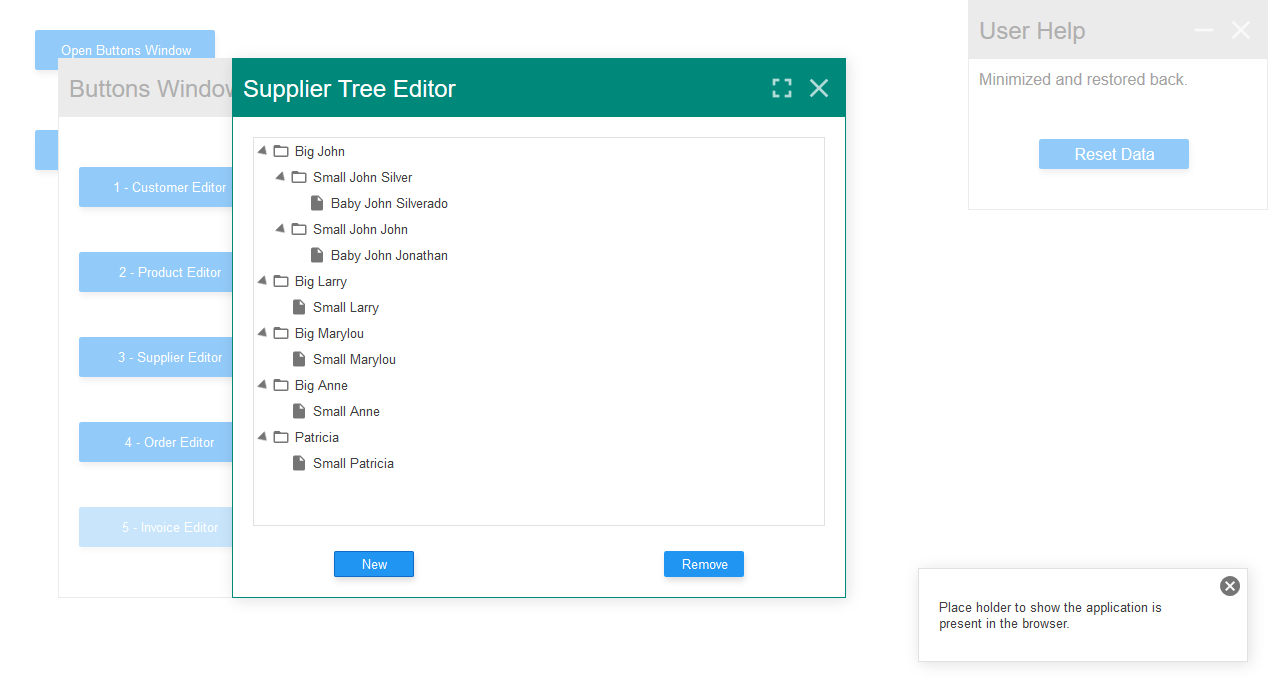 Open Buttons Window
User Help
Minimized and restored back.
Reset Data
Buttons Window
1 - Customer Editor
2 - Product Editor
3 - Supplier Editor
4 - Order Editor
5 - Invoice Editor
Supplier Tree Editor
Big John
Small John Silver
Baby John Silverado
Small John John
Baby John Jonathan
Big Larry
Small Larry
Big Marylou
Small Marylou
Big Anne
Small Anne
Patricia
Small Patricia
New
Remove
Place holder to show the application is
present in the browser.